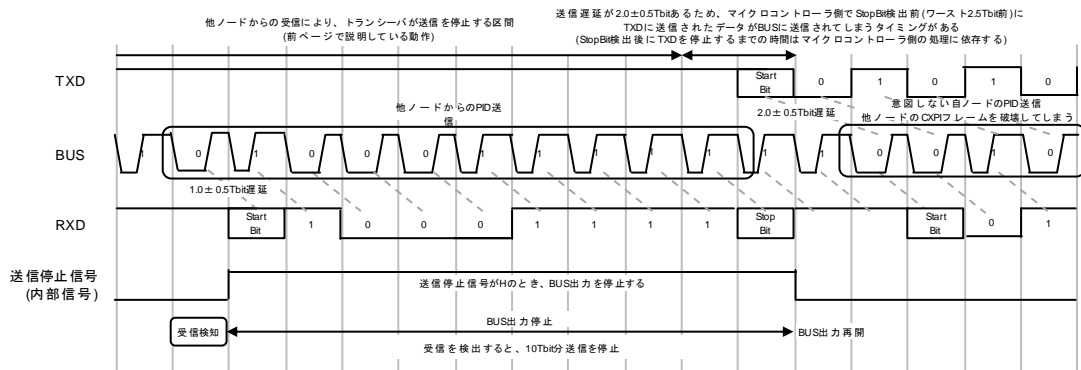 他ノードからの受信により、トランシーバが送信を停止する区間
(前ページで説明している動作)
送信遅延が2.0±0.5Tbitあるため、マイクロコントローラ側でStopBit検出前(ワースト2.5Tbit前)に
TXDに送信されたデータがBUSに送信されてしまうタイミングがある
(StopBit検出後にTXDを停止するまでの時間はマイクロコントローラ側の処理に依存する)
TXD
Start
Bit
0 1 0 1 0
他ノードからのPID送
信
2.0±0.5Tbit遅延
意図しない自ノードのPID送信
他ノードのCXPIフレームを破壊してしまう
BUS
1 0 1 0 0 0 1 1 1 1 1 1 1 0 0 1 0
1.0±0.5Tbit遅延
RXD
Start
Bit
1 0 0 0 1 1 1 1
Stop
Bit
Start
Bit
0 1
送信停止信号
(内部信号)
送信停止信号がHのとき、BUS出力を停止する
受信検知
BUS出力停止
BUS出力再開
受信を検出すると、10Tbit分送信を停止